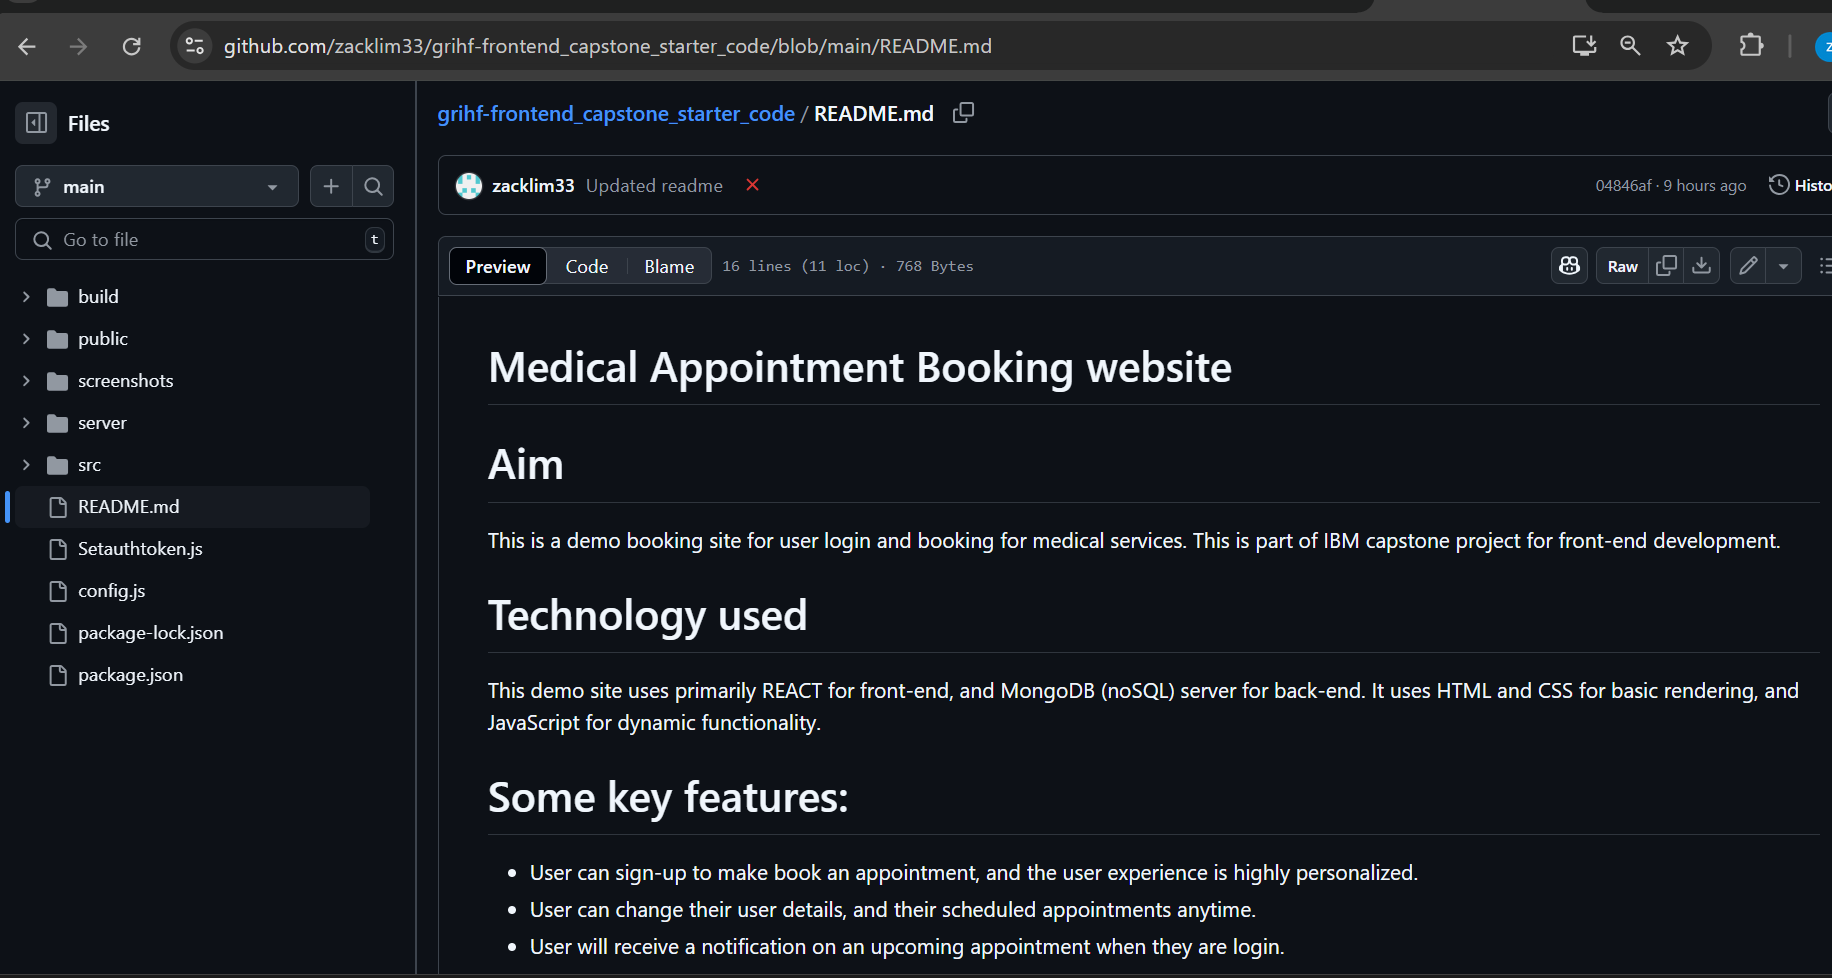 github.com/zacklim33/grihf-frontend_capstone_starter_code/blob/main/README.md
Files
main
Go to file
t
build
public
screenshots
server
src
README.md
Setauthtoken.js
config.js
package-lock.json
package.json
grihf-frontend_capstone_starter_code / README.md
zacklim33 Updated readme
04846af · 9 hours ago
Histo
Preview Code Blame 16 lines (11 loc) · 768 Bytes
Raw
Medical Appointment Booking website
Aim
This is a demo booking site for user login and booking for medical services. This is part of IBM capstone project for front-end development.
Technology used
This demo site uses primarily REACT for front-end, and MongoDB (noSQL) server for back-end. It uses HTML and CSS for basic rendering, and
JavaScript for dynamic functionality.
Some key features:
• User can sign-up to make book an appointment, and the user experience is highly personalized.
• User can change their user details, and their scheduled appointments anytime.
• User will receive a notification on an upcoming appointment when they are login.